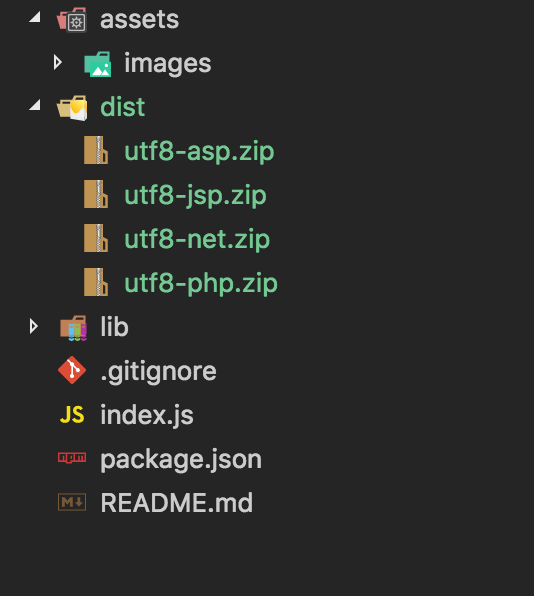 assets
images
dist
utf8-asp.zip
utf8-jsp.zip
utf8-net.zip
utf8-php.zip
lib
.gitignore
JS index.js
package.json
M README.md